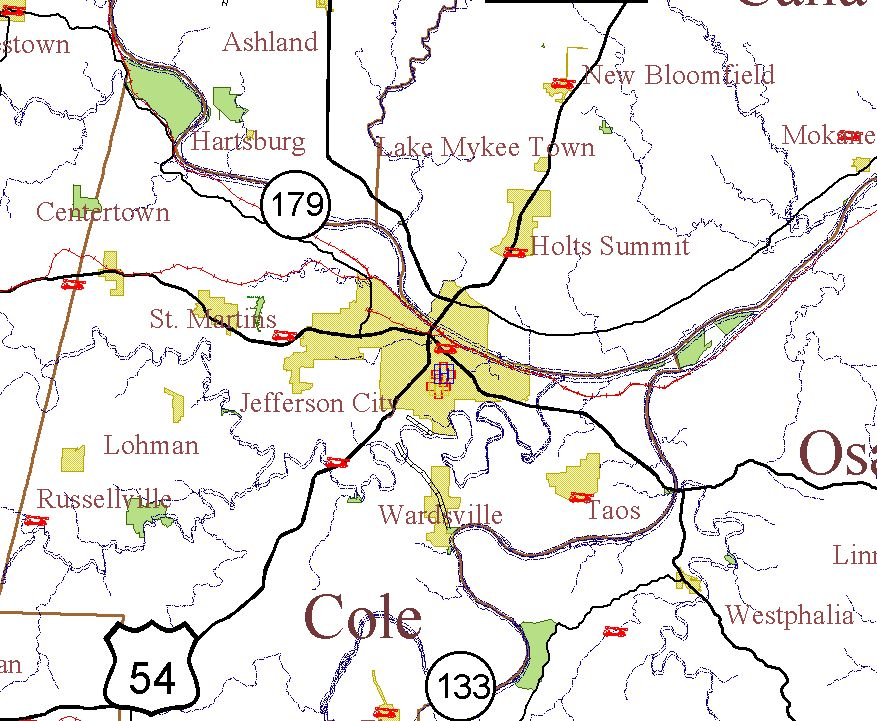 Ashland
New Bloomfield
Hartsburg
Lake Mykee Town
179
Centertown
Holts Summit
St. Martins
Jefferson City
Lohman
Russellville
Wardsville
Taos
Cole
Westphalia
54
133